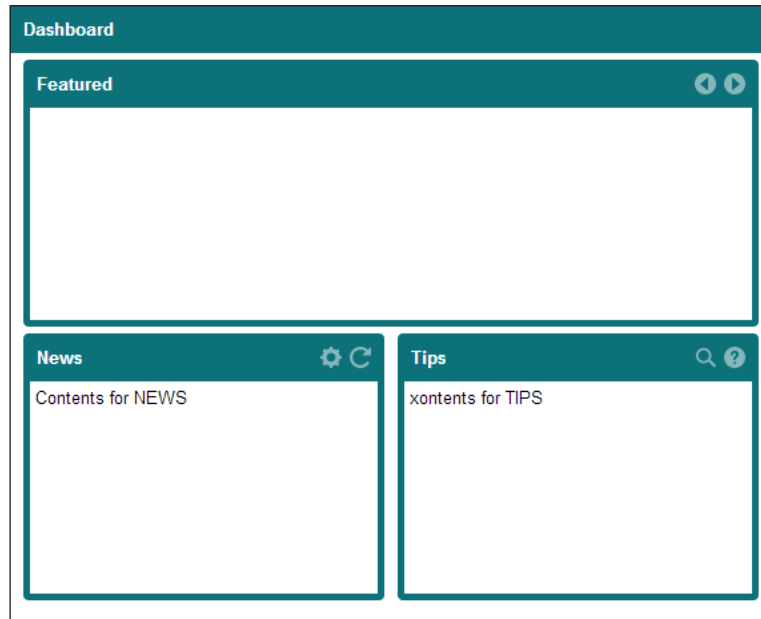 Dashboard
Featured
News
Tips
Contents for NEWS
xontents for TIPS